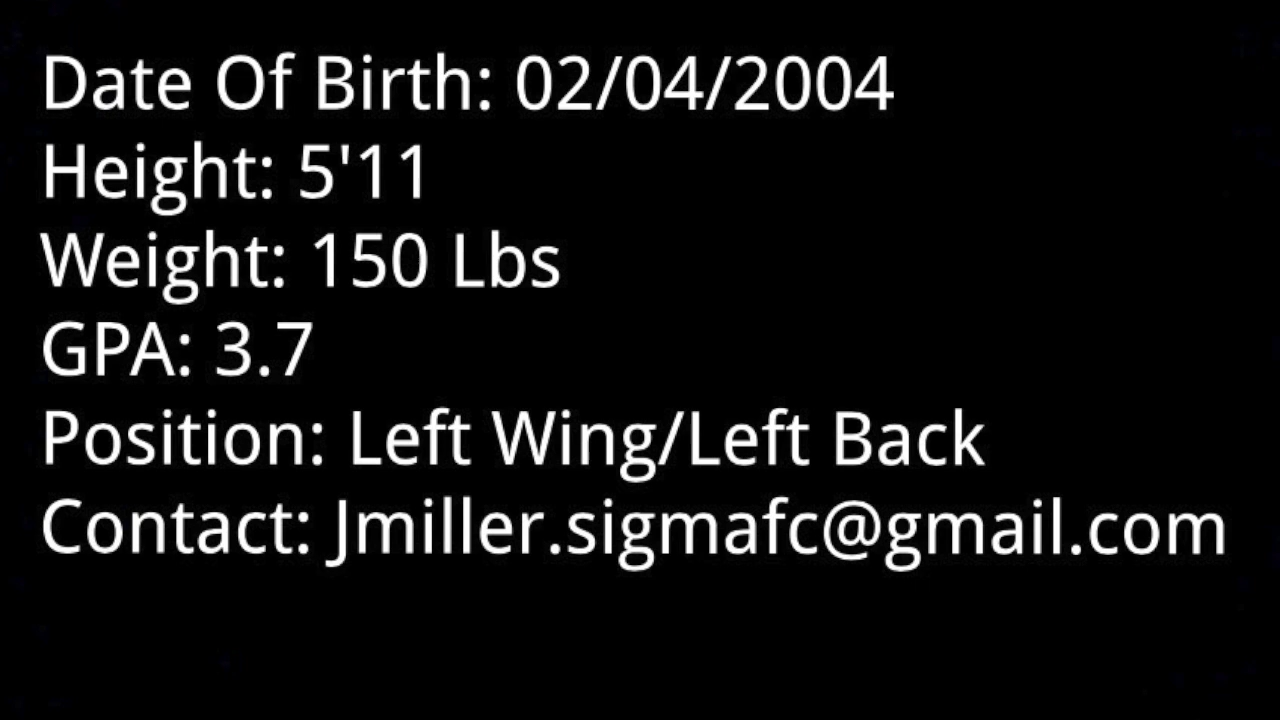 Date Of Birth: 02/04/2004
Height: 5'11
Weight: 150 Lbs
GPA: 3.7
Position: Left Wing/Left Back
Contact: Jmiller.sigmafc@gmail.com